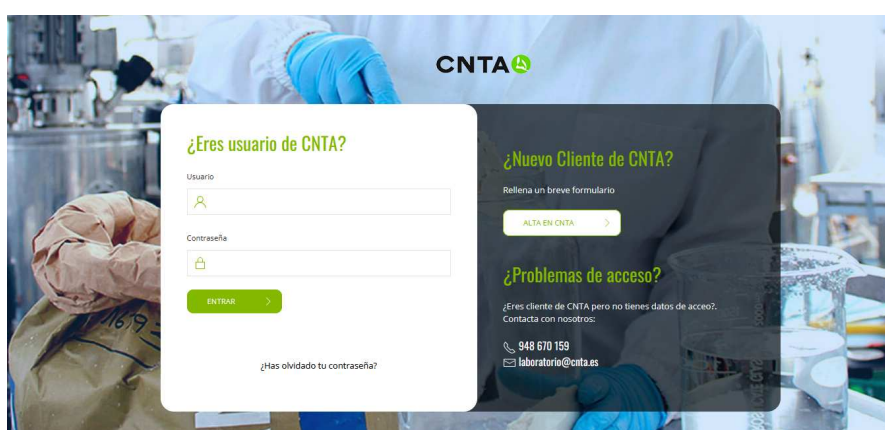 CNTA
¿Eres usuario de CNTA?
Usuario
Contraseña
ENTRAR
¿Has olvidado tu contraseña?
¿Nuevo Cliente de CNTA?
Rellena un breve formulario
ALTA EN CNTA
¿Problemas de acceso?
¿Eres cliente de CNTA pero no tienes datos de acceo?.
Contacta con nosotros:
948 670 159
laboratorio@cnta.es